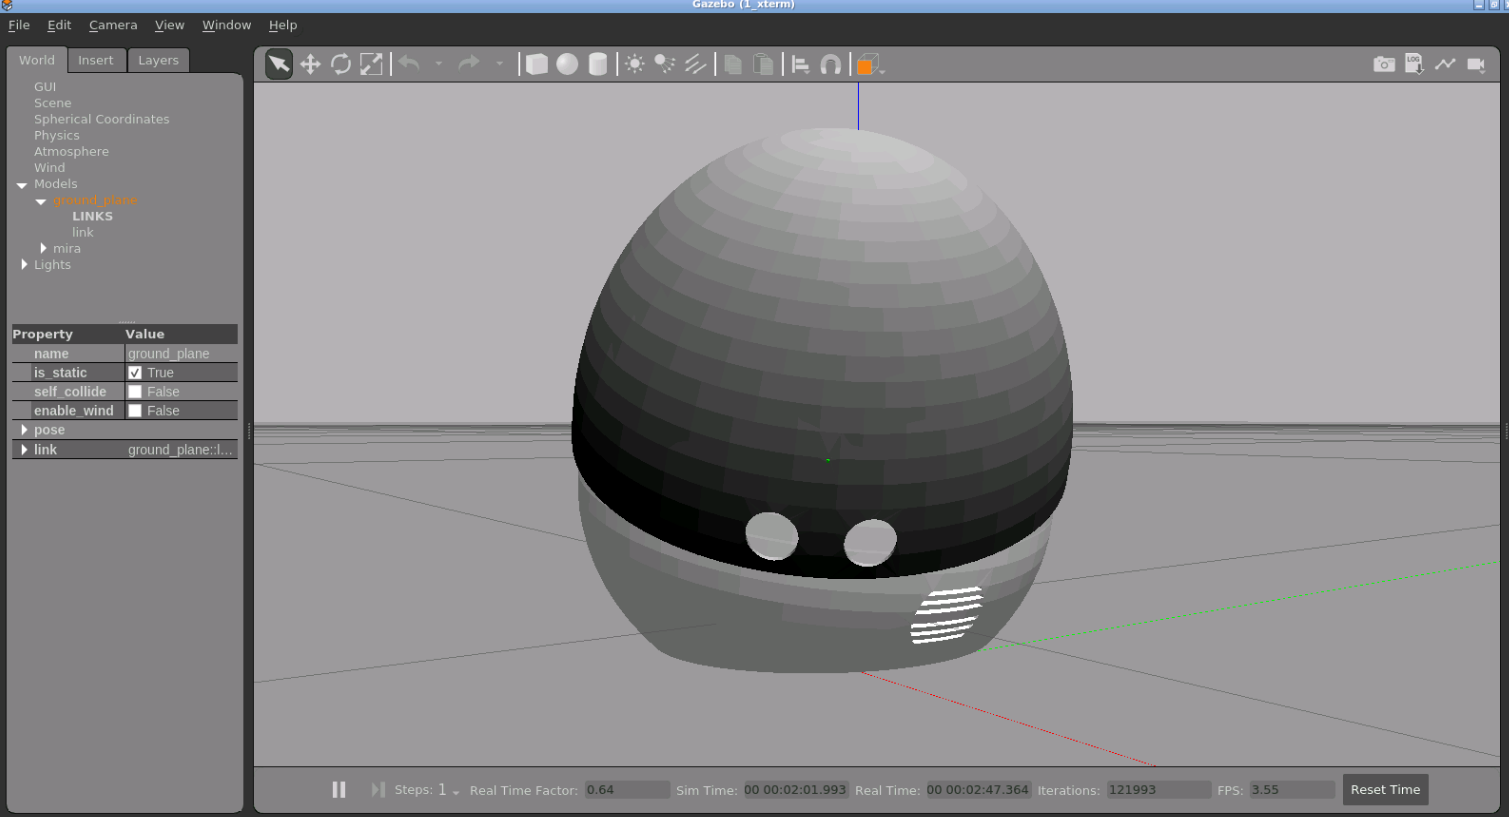 Gazebo (1_xterm)
File Edit Camera View Window Help
World Insert Layers
GUI
Scene
Spherical Coordinates
Physics
Atmosphere
Wind
Models
ground_plane
LINKS
link
mira
Lights
Property Value
name ground_plane
is_static True
self_collide False
enable_wind False
pose
link ground_plane::l...
LOG
Steps: 1 Real Time Factor: 0.64 Sim Time: 00 00:02:01.993 Real Time: 00 00:02:47.364 Iterations: 121993 FPS: 3.55 Reset Time